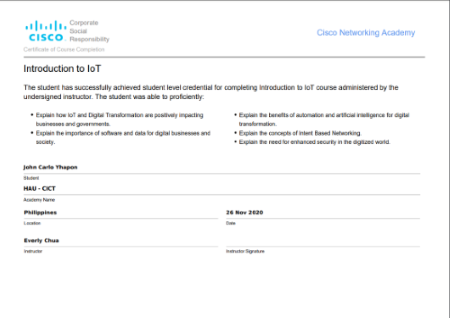 CISCO
Corporate
Social
Responsibility
Cisco Networking Academy
Certificate of Course Completion
Introduction to IoT
The student has successfully achieved student level credential for completing Introduction to IoT course administered by the
undersigned instructor. The student was able to proficiently:
• Explain how IoT and Digital Transformation are positively impacting
businesses and governments.
• Explain the importance of software and data for digital businesses and
society.
• Explain the benefits of automation and artificial intelligence for digital
transformation.
• Explain the concepts of Intent Based Networking.
• Explain the need for enhanced security in the digitized world.
John Carlo Yhapon
Student
HAU - CICT
Academy Name
Philippines
Location
26 Nov 2020
Date
Everly Chua
Instructor
Instructor Signature